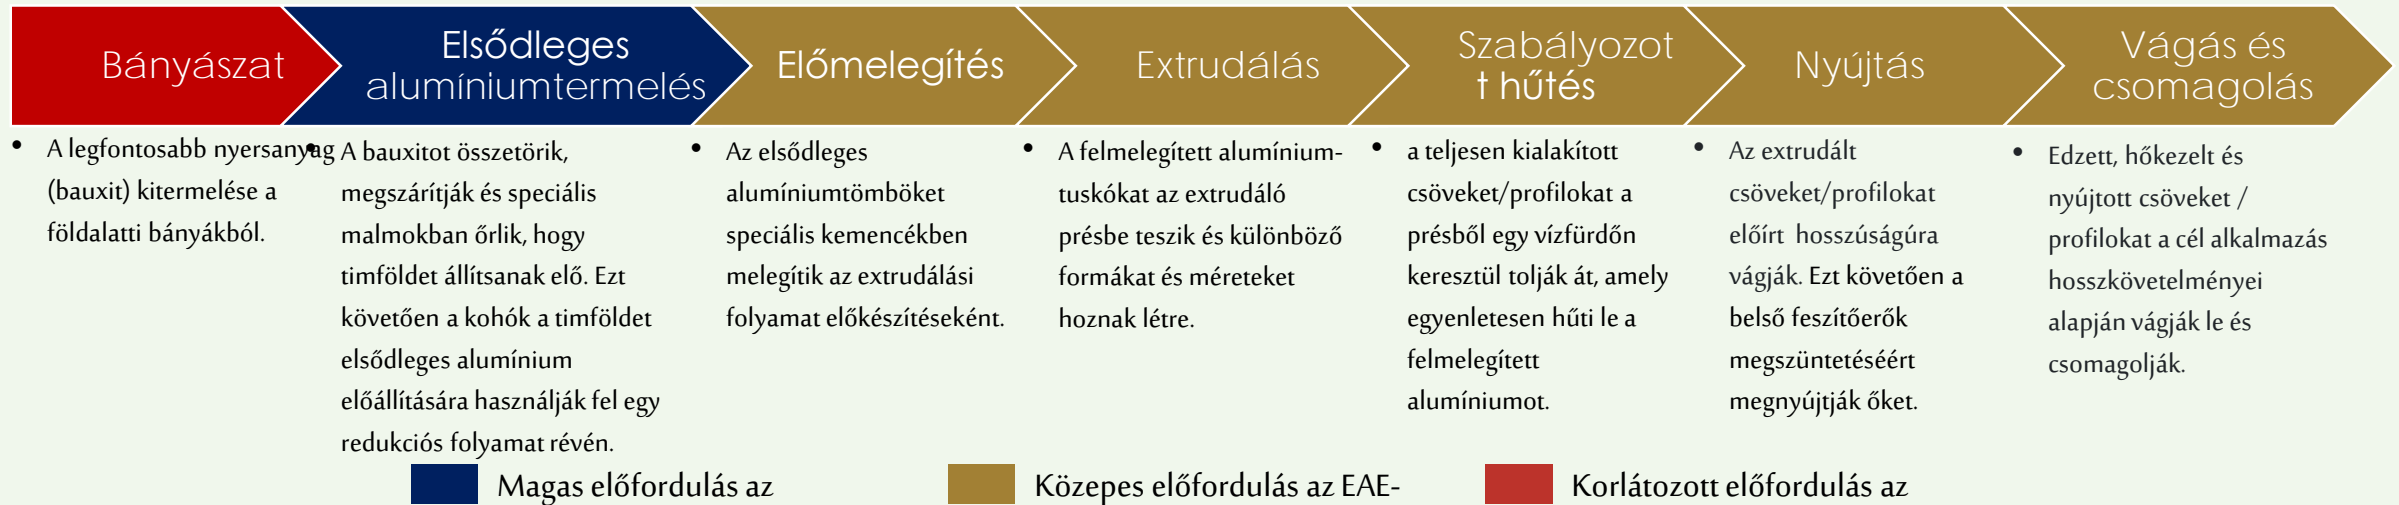 Bányászat
Elsődleges
alumíniumtermelés
Előmelegítés
Extrudálás
Szabályozot
t hűtés
Nyújtás
Vágás és
csomagolás
• A legfontosabb nyersanyag
(bauxit) kitermelése a
földalatti bányákból.
• A bauxitot összetörik,
megszárítják és speciális
malmokban őrlik, hogy
timföldet állítsanak elő. Ezt
követően a kohók a timföldet
elsődleges alumínium
előállítására használják fel egy
redukciós folyamat révén.
• Az elsődleges
alumíniumtömböket
speciális kemencékben
melegítik az extrudálási
folyamat előkészítéseként.
• A felmelegített alumínium-
tuskókat az extrudáló
présbe teszik és különböző
formákat és méreteket
hoznak létre.
• a teljesen kialakított
csöveket/profilokat a
présből egy vízfürdőn
keresztül tolják át, amely
egyenletesen hűti le a
felmelegített
alumíniumot.
• Az extrudált
csöveket/profilokat
előírt hosszúságúra
vágják. Ezt követően a
belső feszítőerők
megszüntetéséért
megnyújtják őket.
• Edzett, hőkezelt és
nyújtott csöveket /
profilokat a cél alkalmazás
hosszkövetelményei
alapján vágják le és
csomagolják.
Magas előfordulás az
Közepes előfordulás az EAE-
Korlátozott előfordulás az